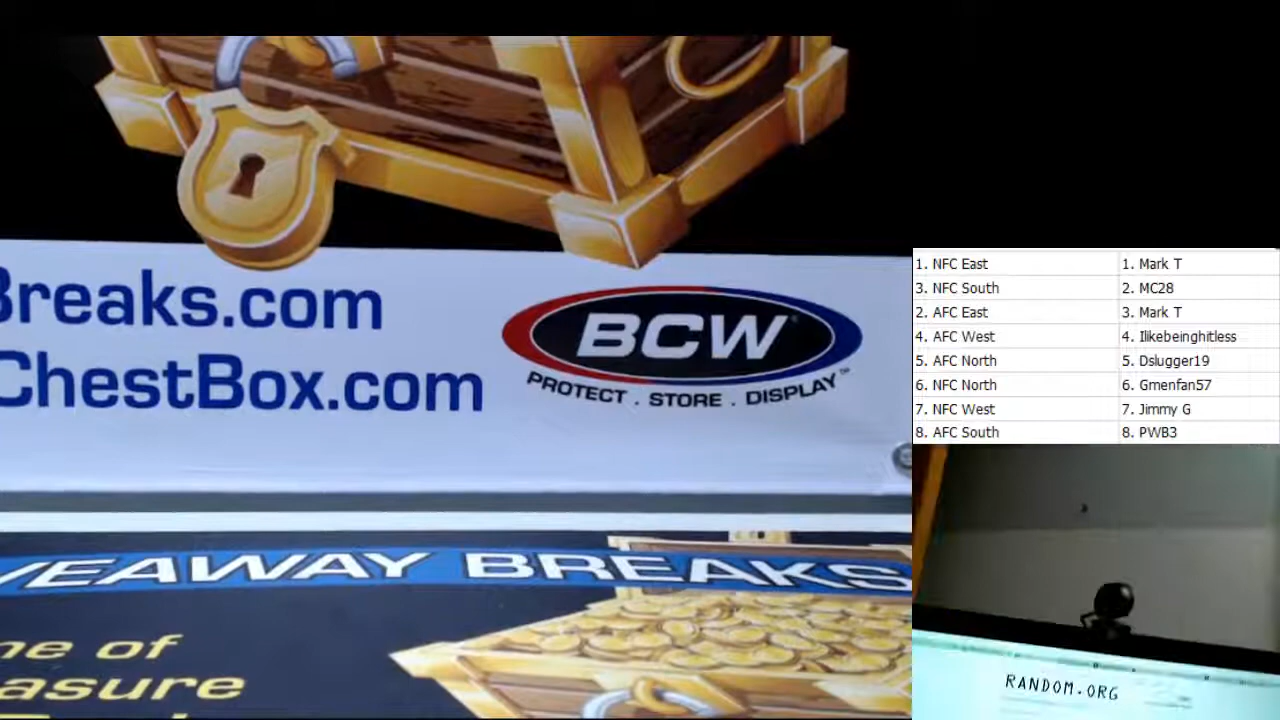 Breaks.com
ChestBox.com
BCW
PROTECT . STORE . DISPLAY™
VEAWAY BREAKS
ne of
asure
1. NFC East 1. Mark T
3. NFC South 2. MC28
2. AFC East 3. Mark T
4. AFC West 4. Ilikebeinghitless
5. AFC North 5. Dslugger19
6. NFC North 6. Gmenfan57
7. NFC West 7. Jimmy G
8. AFC South 8. PWB3
RANDOM.ORG